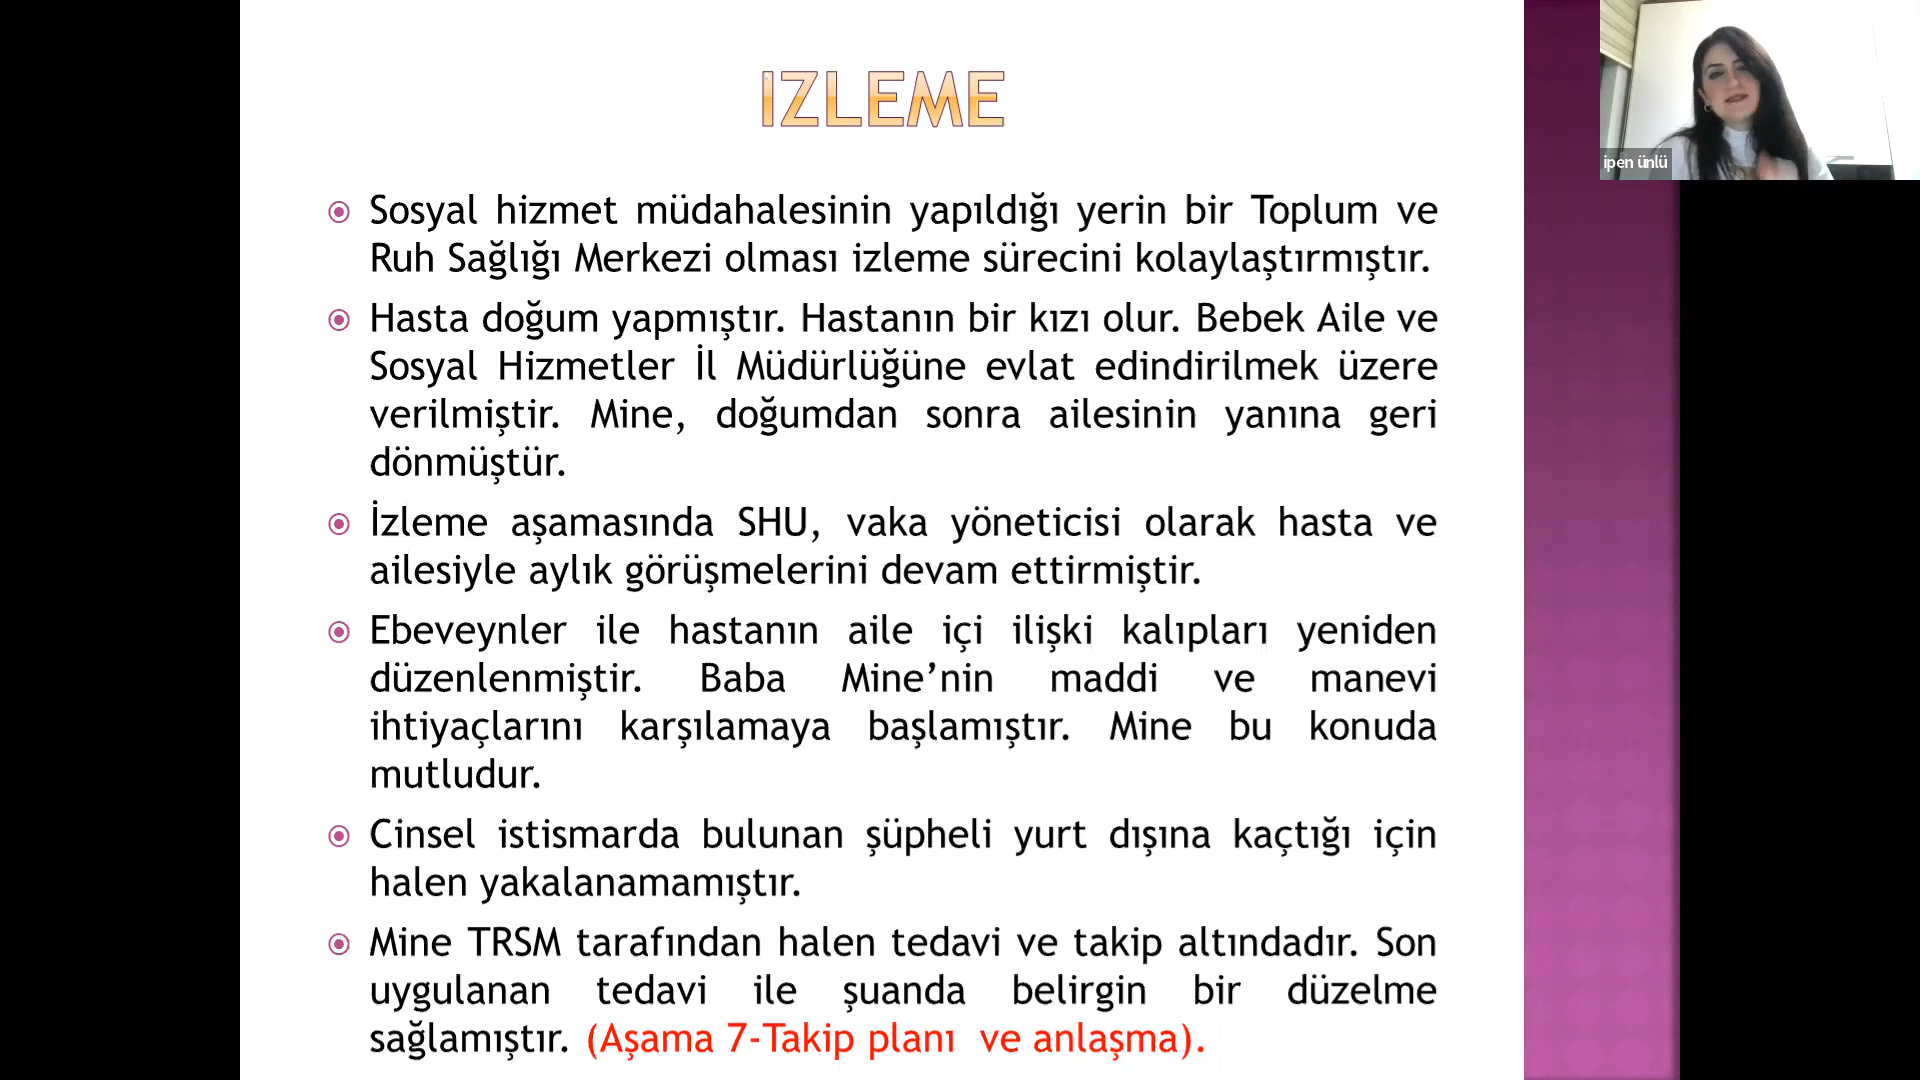 IZLEME
ipen ünlü
Sosyal hizmet müdahalesinin yapıldığı yerin bir Toplum ve
Ruh Sağlığı Merkezi olması izleme sürecini kolaylaştırmıştır.
Hasta doğum yapmıştır. Hastanın bir kızı olur. Bebek Aile ve
Sosyal Hizmetler İl Müdürlüğüne evlat edindirilmek üzere
verilmiştir. Mine, doğumdan sonra ailesinin yanına geri
dönmüştür.
İzleme aşamasında SHU, vaka yöneticisi olarak hasta ve
ailesiyle aylık görüşmelerini devam ettirmiştir.
Ebeveynler ile hastanın aile içi ilişki kalıpları yeniden
düzenlenmiştir. Baba Mine’nin maddi ve manevi
ihtiyaçlarını karşılamaya başlamıştır. Mine bu konuda
mutludur.
Cinsel istismarda bulunan şüpheli yurt dışına kaçtığı için
halen yakalanamamıştır.
Mine TRSM tarafından halen tedavi ve takip altındadır. Son
uygulanan tedavi ile şuanda belirgin bir düzelme
sağlamıştır. (Aşama 7-Takip planı  ve anlaşma).